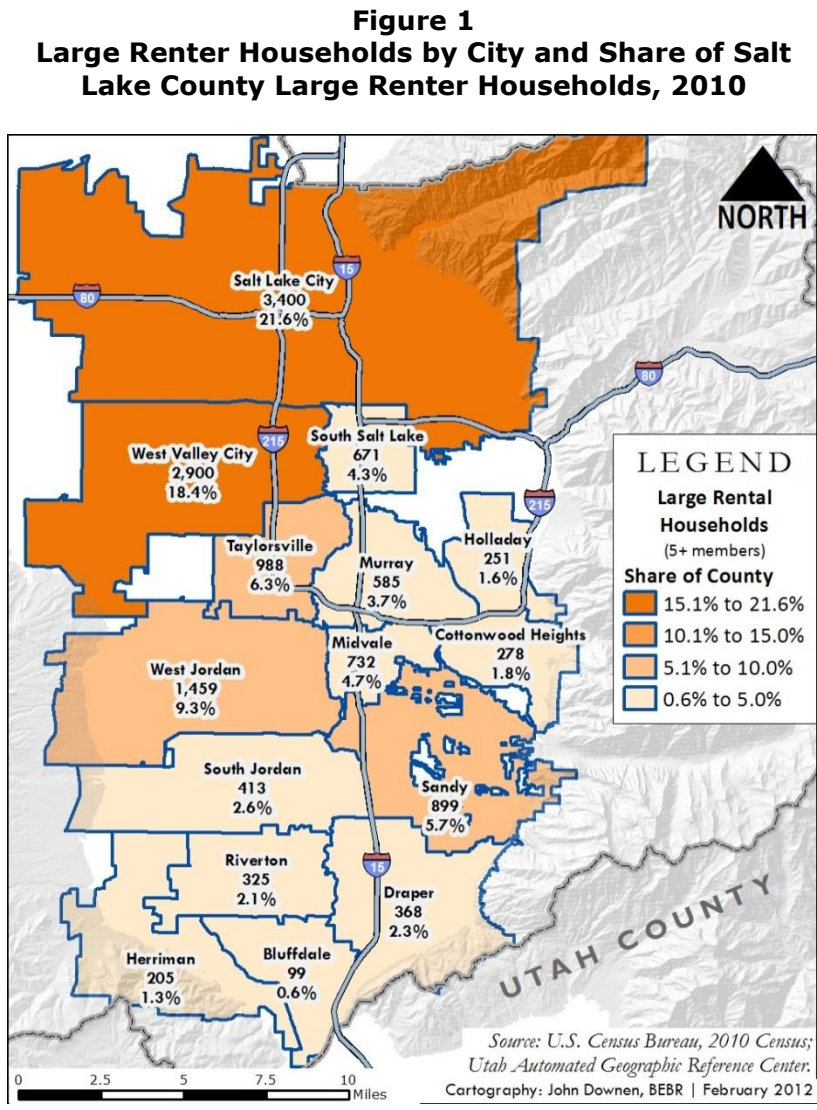 Figure 1
Large Renter Households by City and Share of Salt
Lake County Large Renter Households, 2010
NORTH
15
Salt Lake City
3,400
21.6%
80
80
215
West Valley City
2,900
18.4%
South Salt Lake
671
4.3%
215
Taylorsville
988
6.3%
Murray
585
3.7%
Holladay
251
1.6%
Midvale
732
4.7%
Cottonwood Heights
278
1.8%
West Jordan
1,459
9.3%
South Jordan
413
2.6%
Sandy
899
5.7%
Riverton
325
2.1%
15
Draper
368
2.3%
Herriman
205
1.3%
Bluffdale
99
0.6%
UTAH COUNTY
LEGEND
Large Rental
Households
(5+ members)
Share of County
15.1% to 21.6%
10.1% to 15.0%
5.1% to 10.0%
0.6% to 5.0%
Source: U.S. Census Bureau, 2010 Census;
Utah Automated Geographic Reference Center.
Cartography: John Downen, BEBR | February 2012
0 2.5 5 7.5 10
Miles